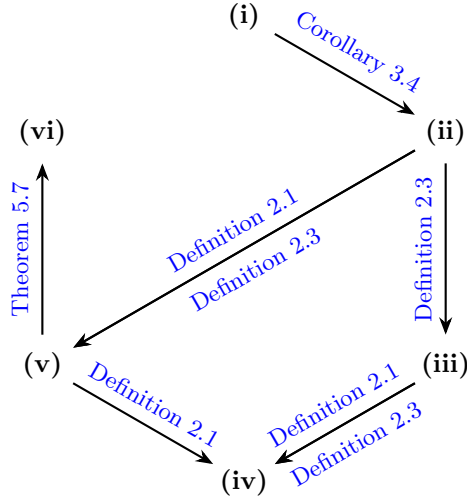 (i)
Corollary 3.4
(vi)
(ii)
Theorem 5.7
Definition 2.1
Definition 2.3
Definition 2.3
(v)
(iii)
Definition 2.1
Definition 2.1
Definition 2.3
(iv)